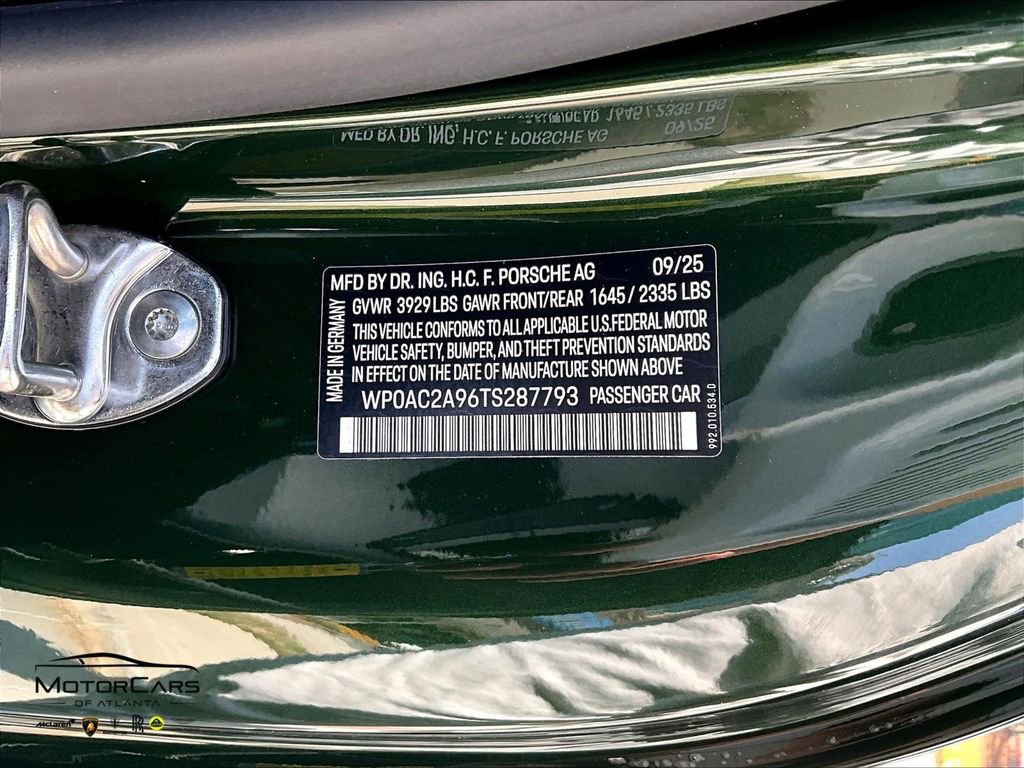 MFD BY DR. ING. H.C. F. PORSCHE AG 09/25
GVWR 3929 LBS GAWR FRONT/REAR 1645 / 2335 LBS
THIS VEHICLE CONFORMS TO ALL APPLICABLE U.S.FEDERAL MOTOR
VEHICLE SAFETY, BUMPER, AND THEFT PREVENTION STANDARDS
IN EFFECT ON THE DATE OF MANUFACTURE SHOWN ABOVE
WP0AC2A96TS287793 PASSENGER CAR
MADE IN GERMANY
992.010.534.0
MOTORCARS
OF ATLANTA
McLaren